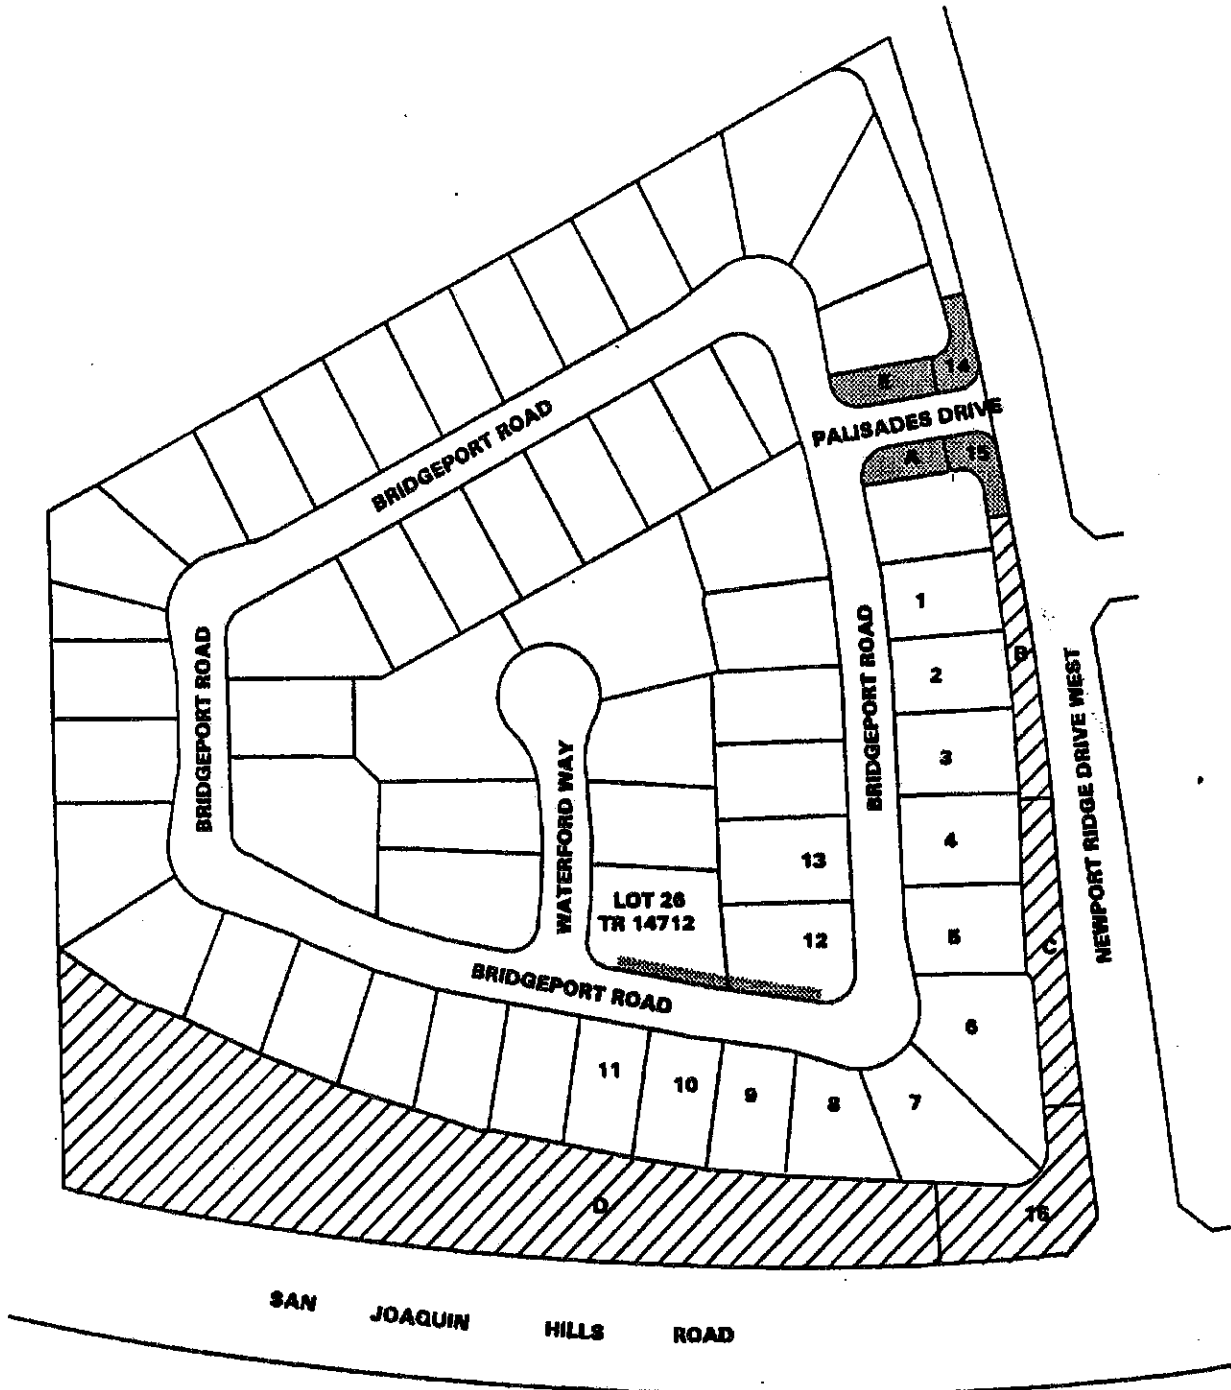 14
E
BRIDGEPORT ROAD
PALISADES DRIVE
A
15
1
BRIDGEPORT ROAD
B
2
BRIDGEPORT ROAD
NEWPORT RIDGE DRIVE WEST
WATERFORD WAY
3
4
13
LOT 26
TR 14712
12
5
C
BRIDGEPORT ROAD
6
11
10
9
8
7
D
16
SAN JOAQUIN HILLS ROAD